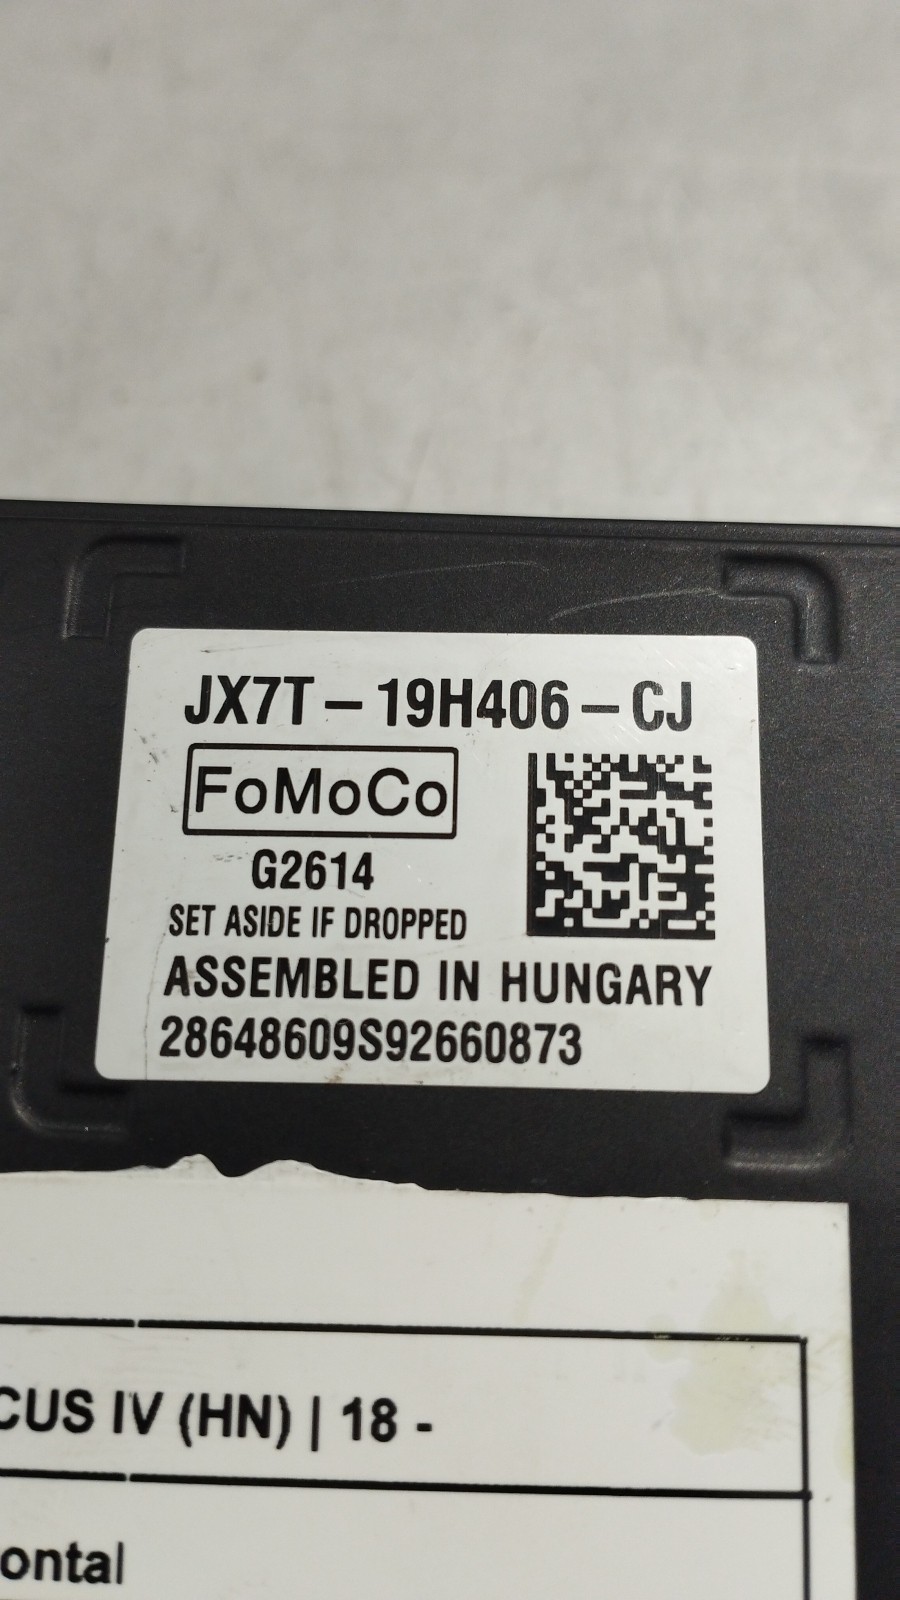 JX7T – 19H406 – CJ
FoMoCo
G2614
SET ASIDE IF DROPPED
ASSEMBLED IN HUNGARY
28648609S92660873
CUS IV (HN) | 18 -
ontal